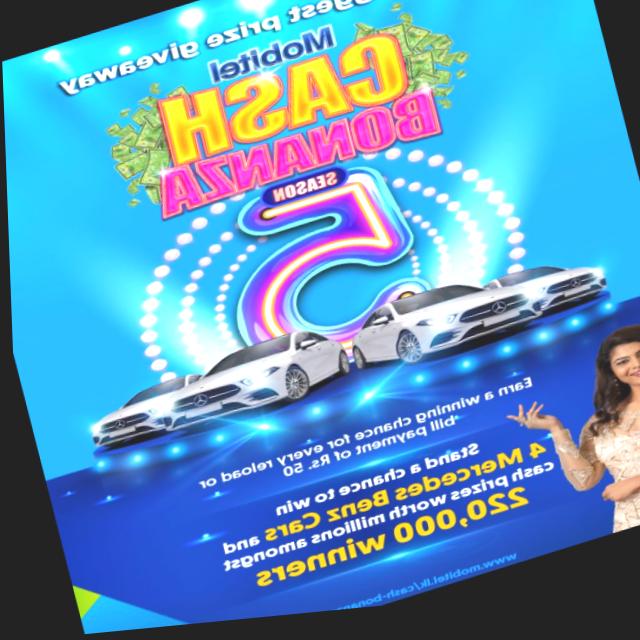 ggest prize giveaway
Mobitel
CASH
BONANZA
SEASON
5
Earn a winning chance for every reload or
bill payment of Rs. 50
Stand a chance to win
4 Mercedes Benz Cars and
cash prizes worth millions amongst
220,000 winners
www.mobitel.lk/cash-bonan